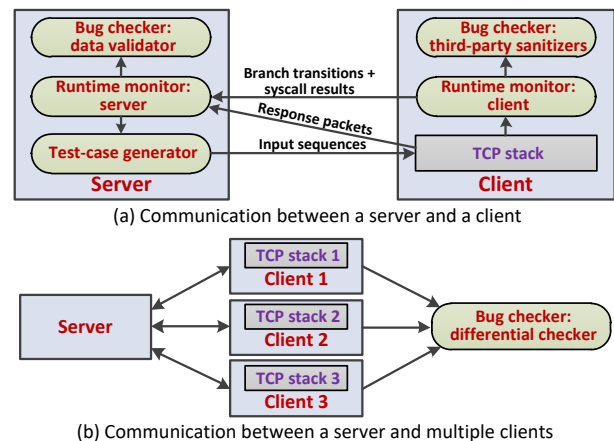 Bug checker:
data validator
Runtime monitor:
server
Test-case generator
Server
Branch transitions +
syscall results
Response packets
Input sequences
Bug checker:
third-party sanitizers
Runtime monitor:
client
TCP stack
Client
(a) Communication between a server and a client
Server
TCP stack 1
Client 1
TCP stack 2
Client 2
TCP stack 3
Client 3
Bug checker:
differential checker
(b) Communication between a server and multiple clients